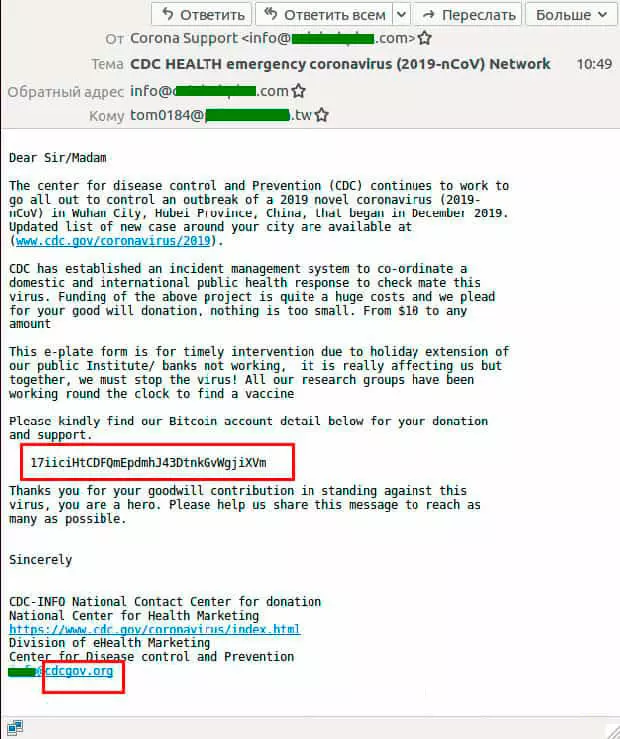 Ответить Ответить всем Переслать Больше
От Corona Support <info@ .com>
Тема CDC HEALTH emergency coronavirus (2019-nCoV) Network 10:49
Обратный адрес info@ .com
Кому tom0184@ .tw
Dear Sir/Madam
The center for disease control and Prevention (CDC) continues to work to
go all out to control an outbreak of a 2019 novel coronavirus (2019-
nCoV) in Wuhan City, Hubei Province, China, that began in December 2019.
Updated list of new case around your city are available at
(www.cdc.gov/coronavirus/2019).
CDC has established an incident management system to co-ordinate a
domestic and international public health response to check mate this
virus. Funding of the above project is quite a huge costs and we plead
for your good will donation, nothing is too small. From $10 to any
amount
This e-plate form is for timely intervention due to holiday extension of
our public Institute/ banks not working, it is really affecting us but
together, we must stop the virus! All our research groups have been
working round the clock to find a vaccine
Please kindly find our Bitcoin account detail below for your donation
and support.
17iiciHtCDFQmEpdmhJ43DtnkGvWgjiXVm
Thanks you for your goodwill contribution in standing against this
virus, you are a hero. Please help us share this message to reach as
many as possible.
Sincerely
CDC-INFO National Contact Center for donation
National Center for Health Marketing
https://www.cdc.gov/coronavirus/index.html
Division of eHealth Marketing
Center for Disease control and Prevention
@cdcgov.org